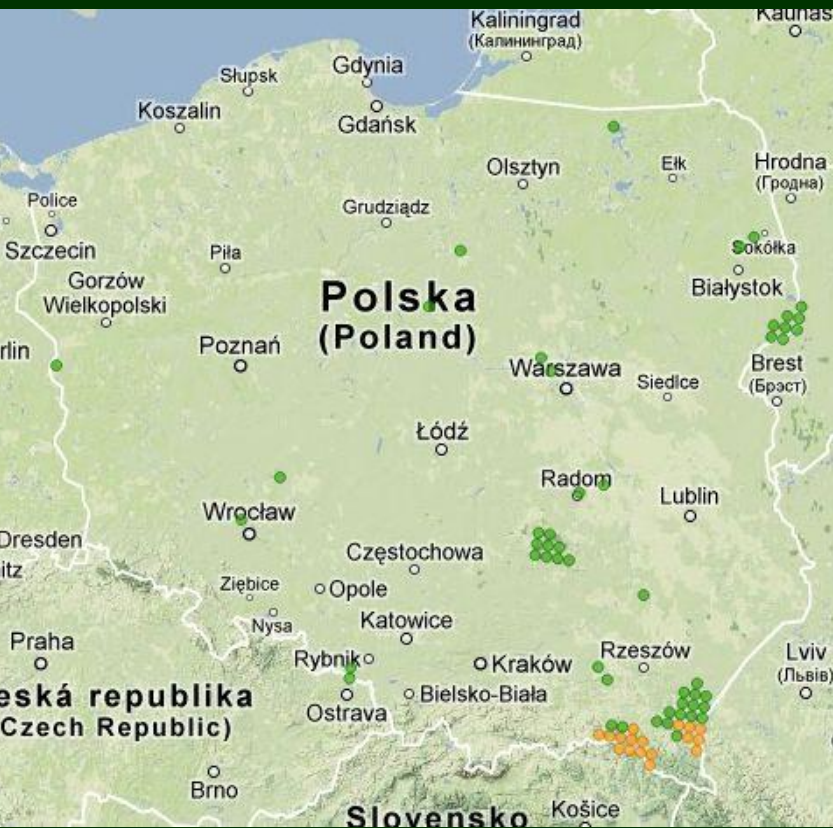 Kaliningrad
(Калининград)
Kaunas
Gdynia
Słupsk
Koszalin
Gdańsk
Olsztyn
Ełk
Hrodna
(Гродна)
Police
Grudziądz
Szczecin
Piła
Sokółka
Gorzów
Wielkopolski
Białystok
Polska
(Poland)
rlin
Poznań
Warszawa
Siedlce
Brest
(Брэст)
Łódź
Radom
Lublin
Wrocław
Dresden
itz
Częstochowa
Ziębice
Opole
Nysa
Katowice
Praha
Rybnik
Kraków
Rzeszów
Lviv
(Львів)
eská republika
Czech Republic)
Ostrava
Bielsko-Biała
Brno
Slovensko
Košice